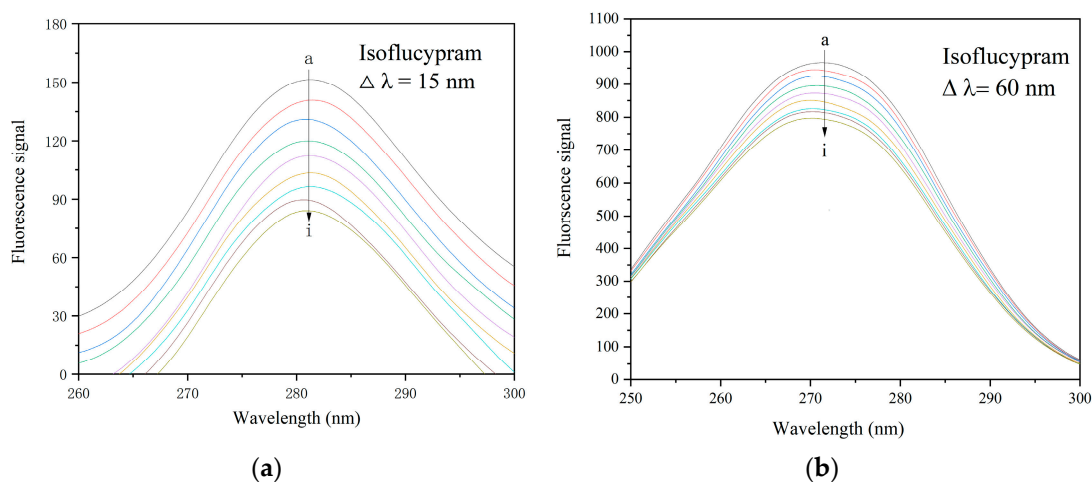 180
150
120
90
60
30
0
Fluorescence signal
a
i
Isoflucypram
△ λ = 15 nm
260
270
280
290
300
Wavelength (nm)
(a)
1100
1000
900
800
700
600
500
400
300
200
100
0
Fluorscence signal
a
i
Isoflucypram
Δ λ= 60 nm
250
260
270
280
290
300
Wavelength (nm)
(b)